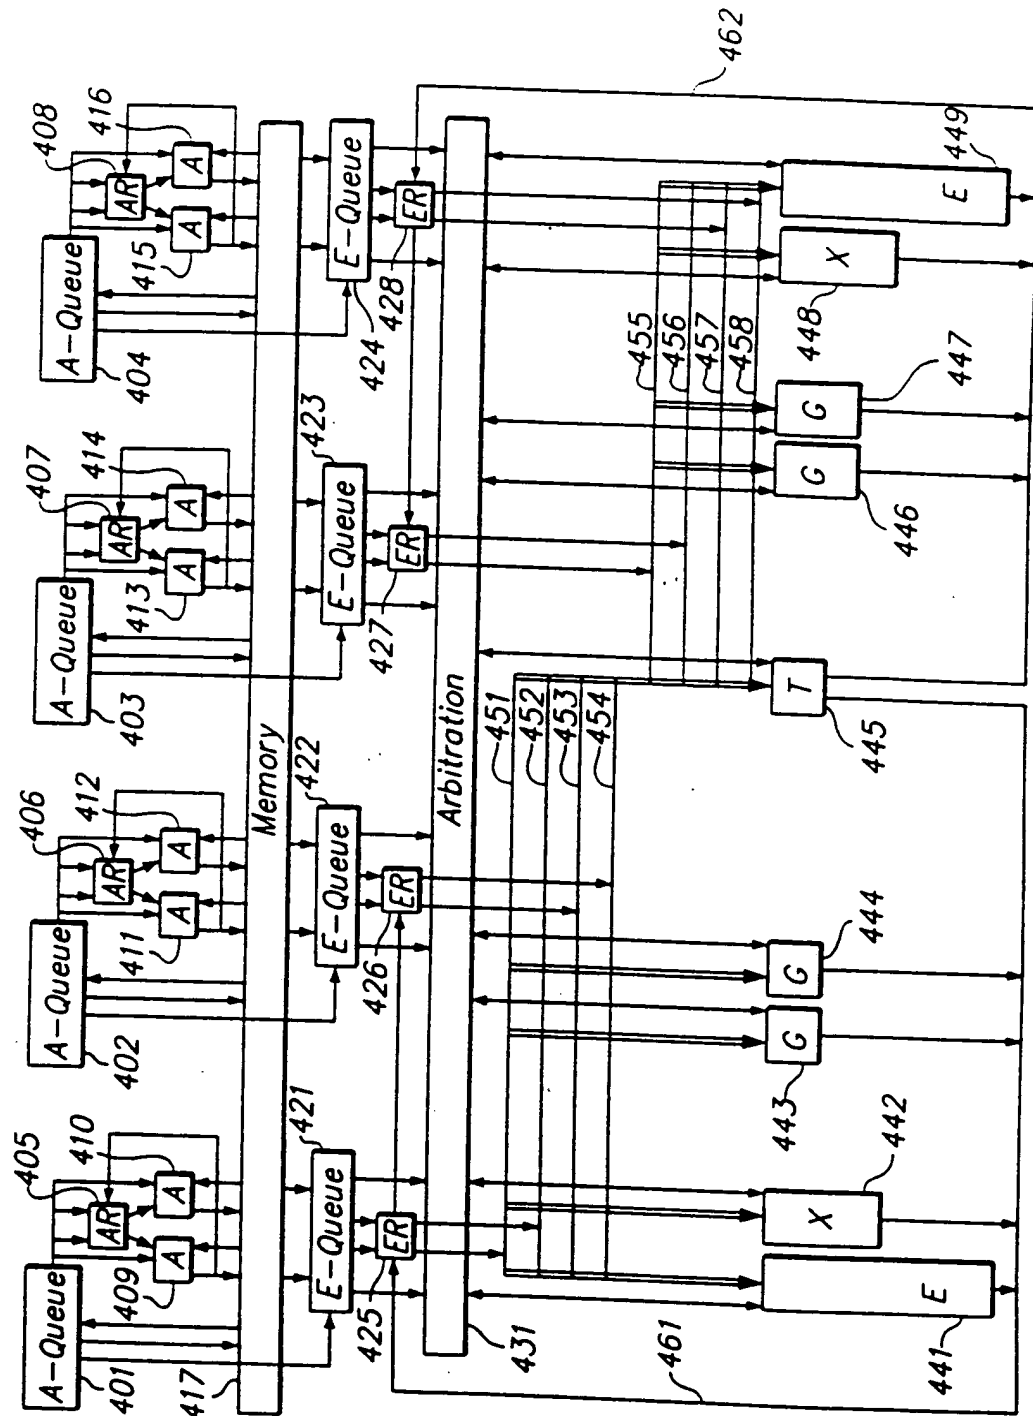 A-Queue
401
405
AR
A
409
A
410
A-Queue
402
406
AR
A
411
A
412
A-Queue
403
407
AR
A
413
A
414
A-Queue
404
408
AR
A
415
A
416
417
Memory
E-Queue
421
E-Queue
422
E-Queue
423
E-Queue
424
ER
425
ER
426
ER
427
ER
428
431
Arbitration
451
452
453
454
455
456
457
458
E
441
X
442
G
443
G
444
T
445
G
446
G
447
X
448
E
449
461
462